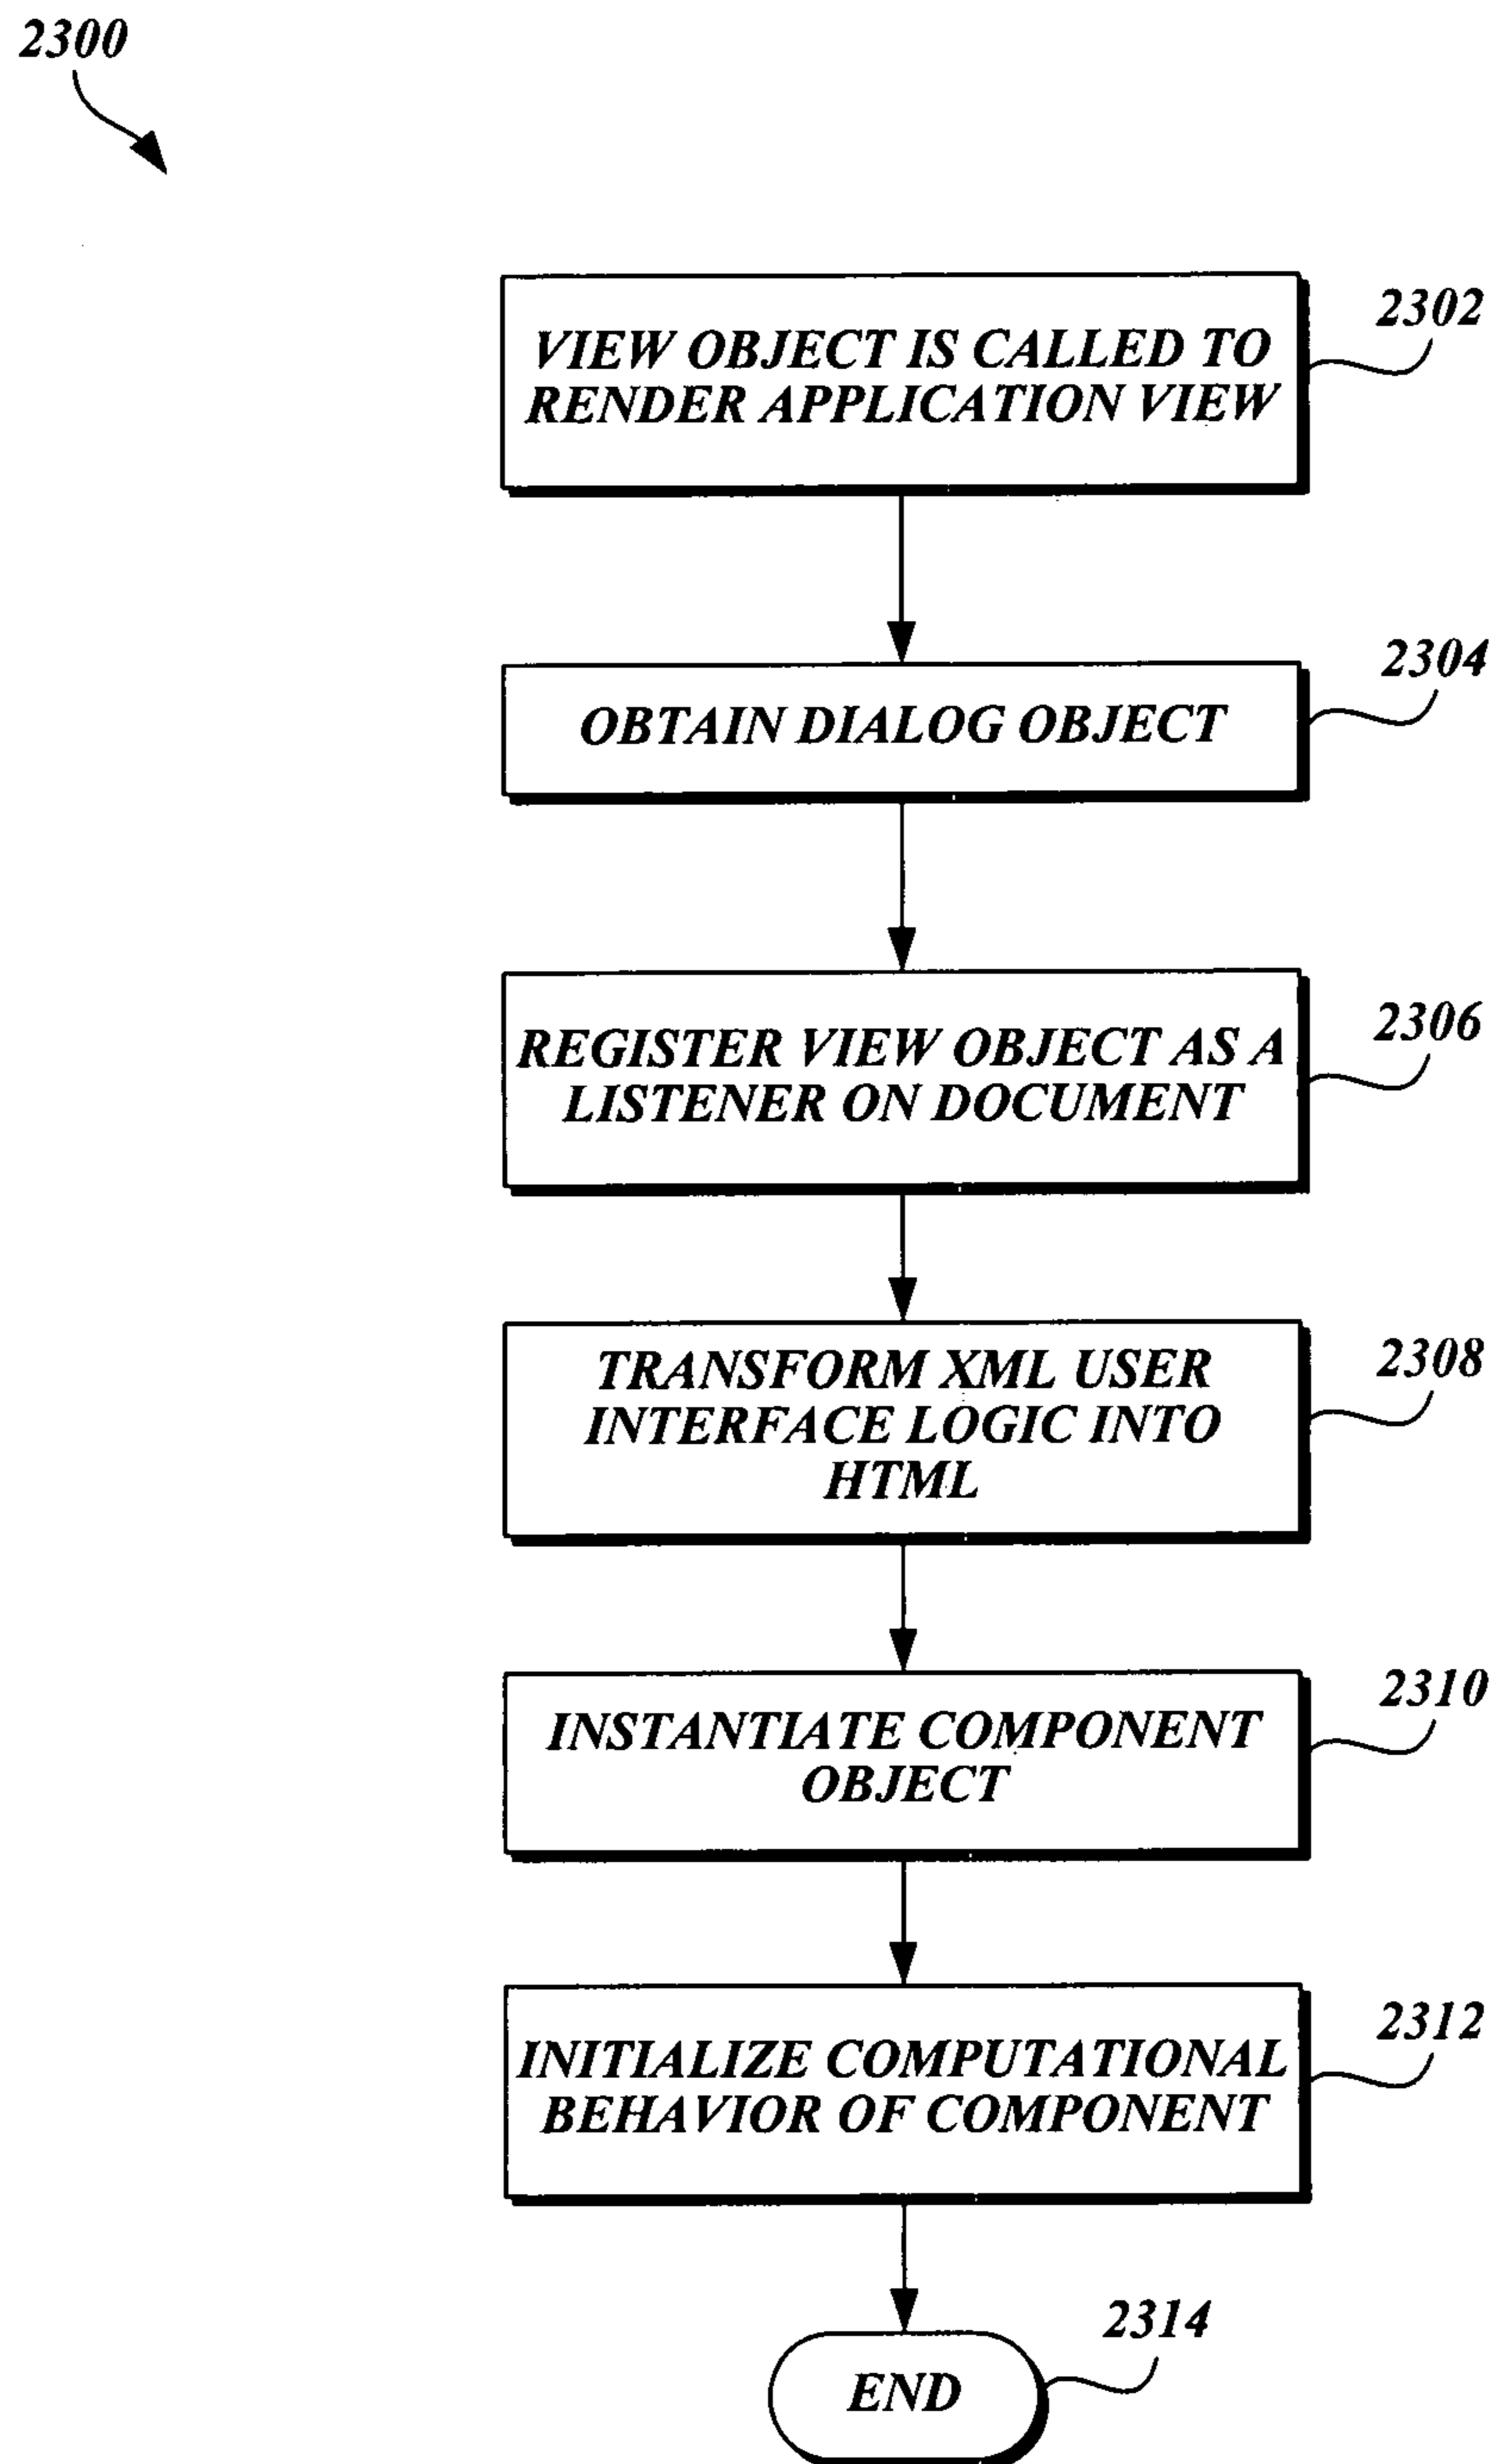 2300
VIEW OBJECT IS CALLED TO
RENDER APPLICATION VIEW
2302
OBTAIN DIALOG OBJECT
2304
REGISTER VIEW OBJECT AS A
LISTENER ON DOCUMENT
2306
TRANSFORM XML USER
INTERFACE LOGIC INTO
HTML
2308
INSTANTIATE COMPONENT
OBJECT
2310
INITIALIZE COMPUTATIONAL
BEHAVIOR OF COMPONENT
2312
END
2314